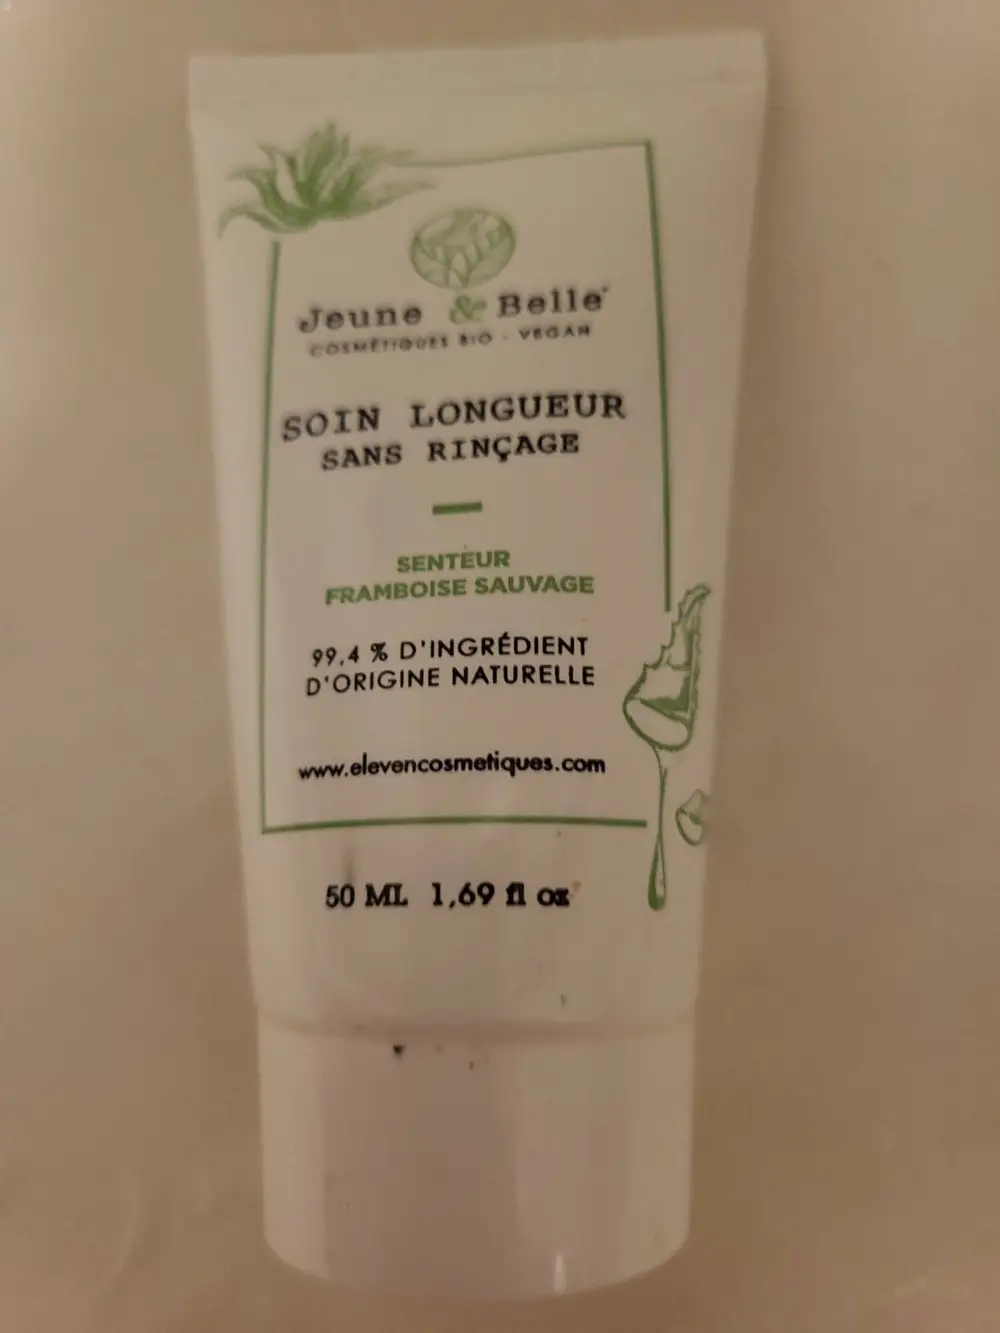 Jeune & Belle
COSMÉTIQUES BIO - VEGAN
SOIN LONGUEUR
SANS RINÇAGE
SENTEUR
FRAMBOISE SAUVAGE
99,4 % D'INGRÉDIENT
D'ORIGINE NATURELLE
www.elevencosmetiques.com
50 ML 1,69 fl oz